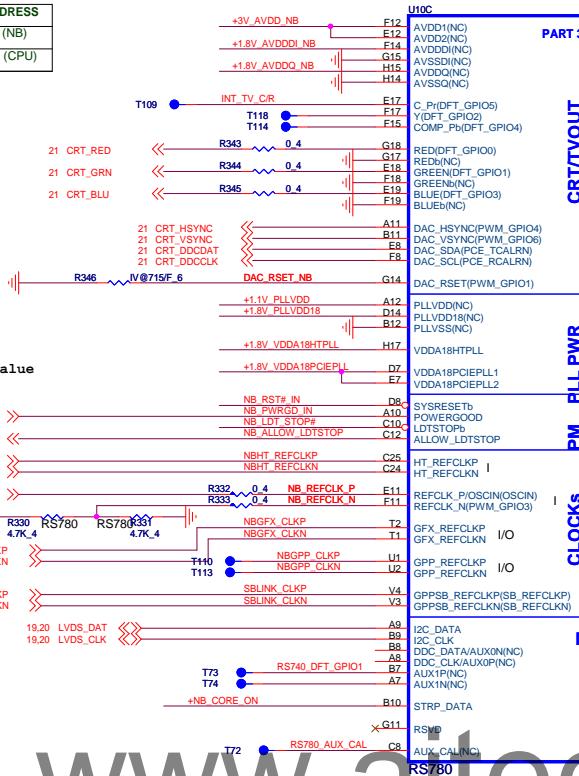 DRESS
(NB)
(CPU)
U10C
PART 3
+3V_AVDD_NB F12 AVDD1(NC)
E12 AVDD2(NC)
+1.8V_AVDDDI_NB F14 AVDDDI(NC)
G15 AVSSDI(NC)
+1.8V_AVDDQ_NB H15 AVDDQ(NC)
H14 AVSSQ(NC)
CRT/TVOUT
T109 INT_TV_C/R E17 C_Pr(DFT_GPIO5)
T118 F17 Y(DFT_GPIO2)
T114 F15 COMP_Pb(DFT_GPIO4)
21 CRT_RED R343 0_4 G18 RED(DFT_GPIO0)
G17 REDb(NC)
21 CRT_GRN R344 0_4 E18 GREEN(DFT_GPIO1)
F18 GREENb(NC)
21 CRT_BLU R345 0_4 E19 BLUE(DFT_GPIO3)
F19 BLUEb(NC)
21 CRT_HSYNC A11 DAC_HSYNC(PWM_GPIO4)
21 CRT_VSYNC B11 DAC_VSYNC(PWM_GPIO6)
21 CRT_DDCDAT E8 DAC_SDA(PCE_TCALRN)
21 CRT_DDCCLK F8 DAC_SCL(PCE_RCALRN)
R346 IV@715/F_6 DAC_RSET_NB G14 DAC_RSET(PWM_GPIO1)
+1.1V_PLLVDD A12 PLLVDD(NC)
+1.8V_PLLVDD18 D14 PLLVDD18(NC)
B12 PLLVSS(NC)
PLL PWR
+1.8V_VDDA18HTPLL H17 VDDA18HTPLL
alue
+1.8V_VDDA18PCIEPLL D7 VDDA18PCIEPLL1
E7 VDDA18PCIEPLL2
PM
NB_RST#_IN D8 SYSRESETb
NB_PWRGD_IN A10 POWERGOOD
NB_LDT_STOP# C10 LDTSTOPb
NB_ALLOW_LDTSTOP C12 ALLOW_LDTSTOP
CLOCKs
NBHT_REFCLKP C25 HT_REFCLKP
NBHT_REFCLKN C24 HT_REFCLKN I
R332 0_4 NB_REFCLK_P E11 REFCLK_P/OSCIN(OSCIN)
R333 0_4 NB_REFCLK_N F11 REFCLK_N(PWM_GPIO3) I
R330 RS780 RS780 R331
4.7K_4 4.7K_4
NBGFX_CLKP T2 GFX_REFCLKP
KP NBGFX_CLKN T1 GFX_REFCLKN I/O
KN
T110 NBGPP_CLKP U1 GPP_REFCLKP
T113 NBGPP_CLKN U2 GPP_REFCLKN I/O
KP SBLINK_CLKP V4 GPPSB_REFCLKP(SB_REFCLKP)
KN SBLINK_CLKN V3 GPPSB_REFCLKN(SB_REFCLKN)
19,20 LVDS_DAT A9 I2C_DATA
19,20 LVDS_CLK B9 I2C_CLK
B8 DDC_DATA/AUX0N(NC)
A8 DDC_CLK/AUX0P(NC)
T73 RS740_DFT_GPIO1 B7 AUX1P(NC)
T74 A7 AUX1N(NC)
+NB_CORE_ON B10 STRP_DATA
G11 RSVD
T72 RS780_AUX_CAL C8 AUX_CAL(NC)
RS780